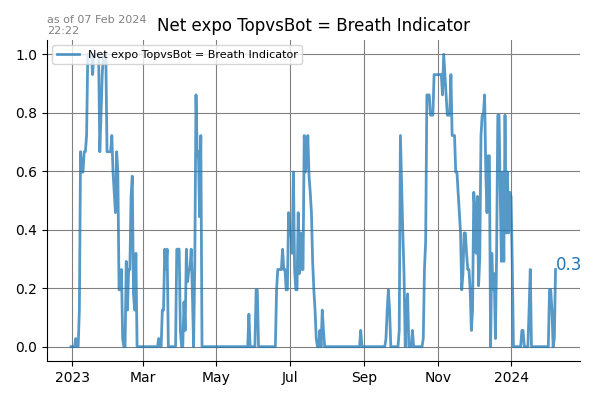 as of 07 Feb 2024
22:22
Net expo TopvsBot = Breath Indicator
Net expo TopvsBot = Breath Indicator
1.0
0.8
0.6
0.4
0.3
0.2
0.0
2023 Mar May Jul Sep Nov 2024